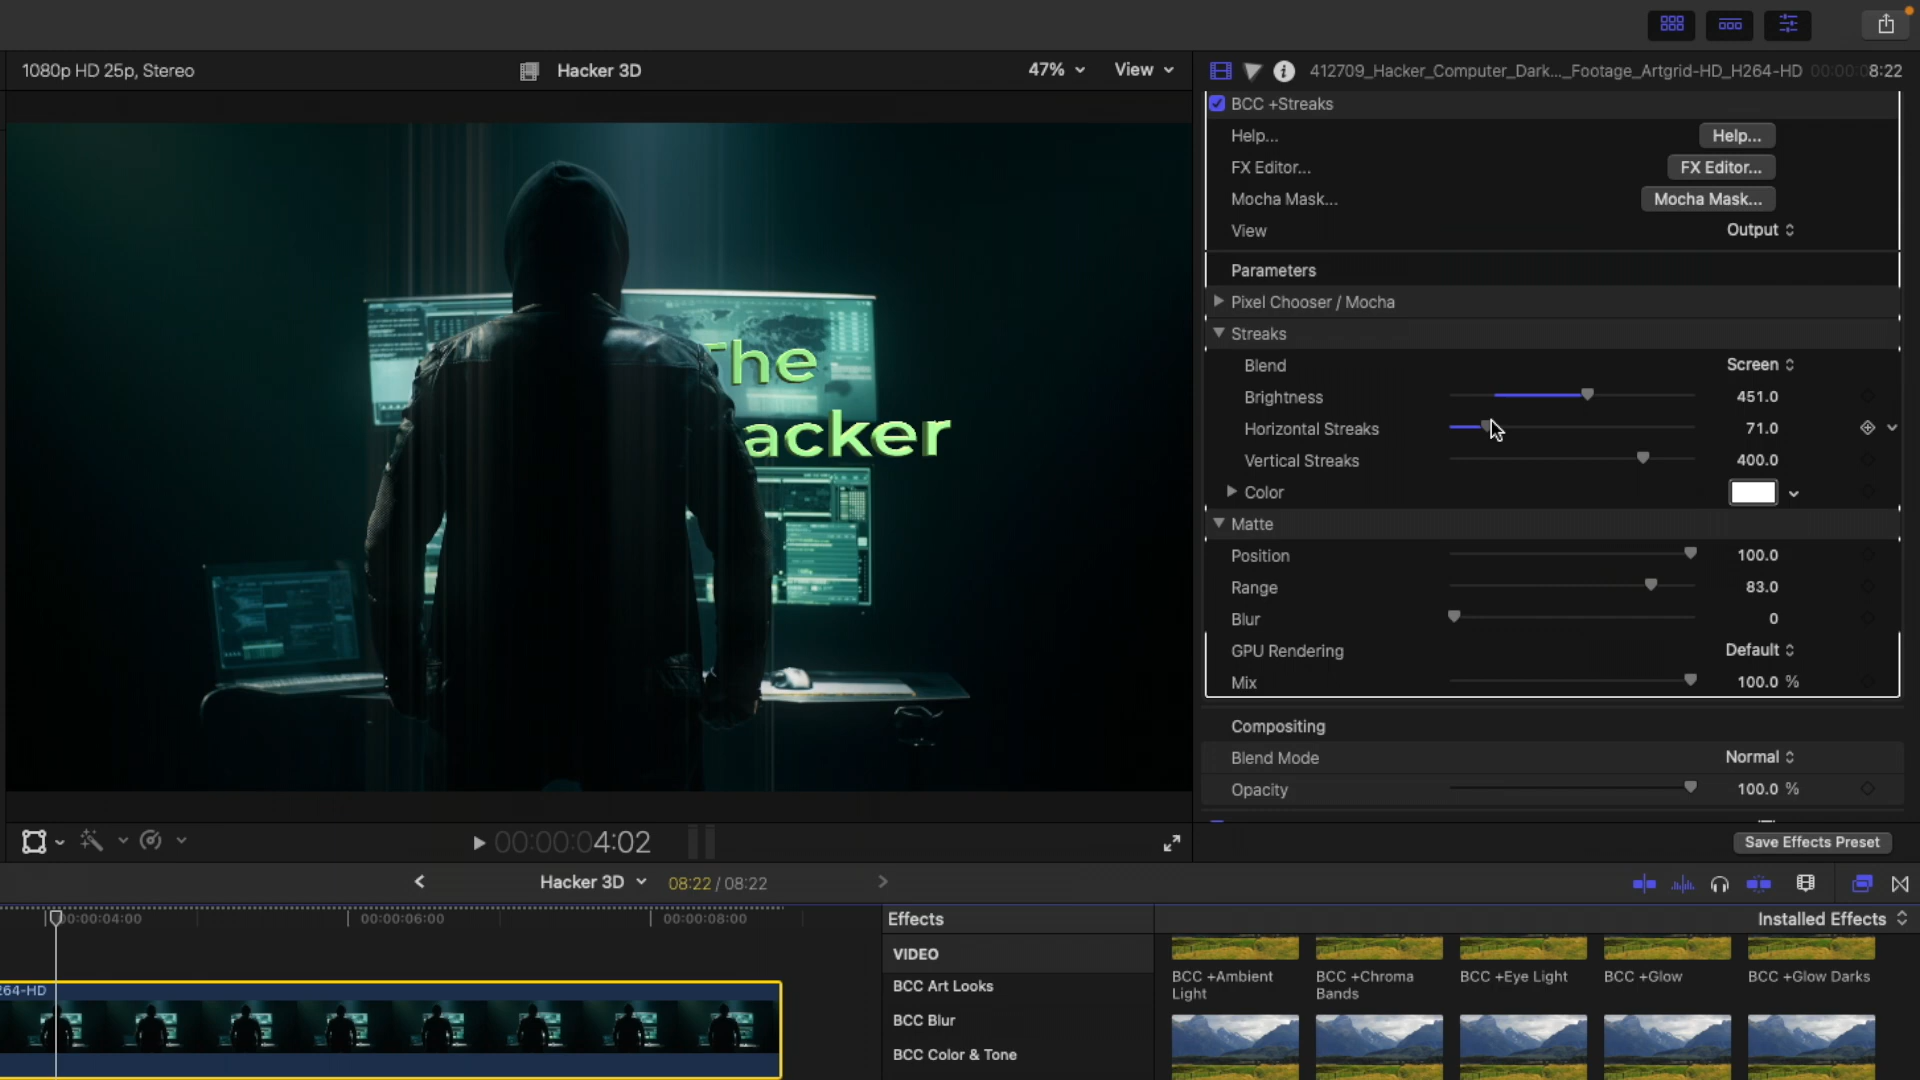 1080p HD 25p, Stereo
Hacker 3D
47%
View
412709_Hacker_Computer_Dark..._Footage_Artgrid-HD_H264-HD
00:00:08:22
BCC +Streaks
Help...
Help...
FX Editor...
FX Editor...
Mocha Mask...
Mocha Mask...
View
Output
Parameters
Pixel Chooser / Mocha
Streaks
Blend
Screen
Brightness
451.0
Horizontal Streaks
71.0
Vertical Streaks
400.0
Color
Matte
Position
100.0
Range
83.0
Blur
0
GPU Rendering
Default
Mix
100.0 %
Compositing
Blend Mode
Normal
Opacity
100.0 %
The
acker
00:00:04:02
Save Effects Preset
Hacker 3D
08:22 / 08:22
00:00:04:00
00:00:06:00
00:00:08:00
264-HD
Effects
Installed Effects
VIDEO
BCC Art Looks
BCC Blur
BCC Color & Tone
BCC +Ambient
Light
BCC +Chroma
Bands
BCC +Eye Light
BCC +Glow
BCC +Glow Darks